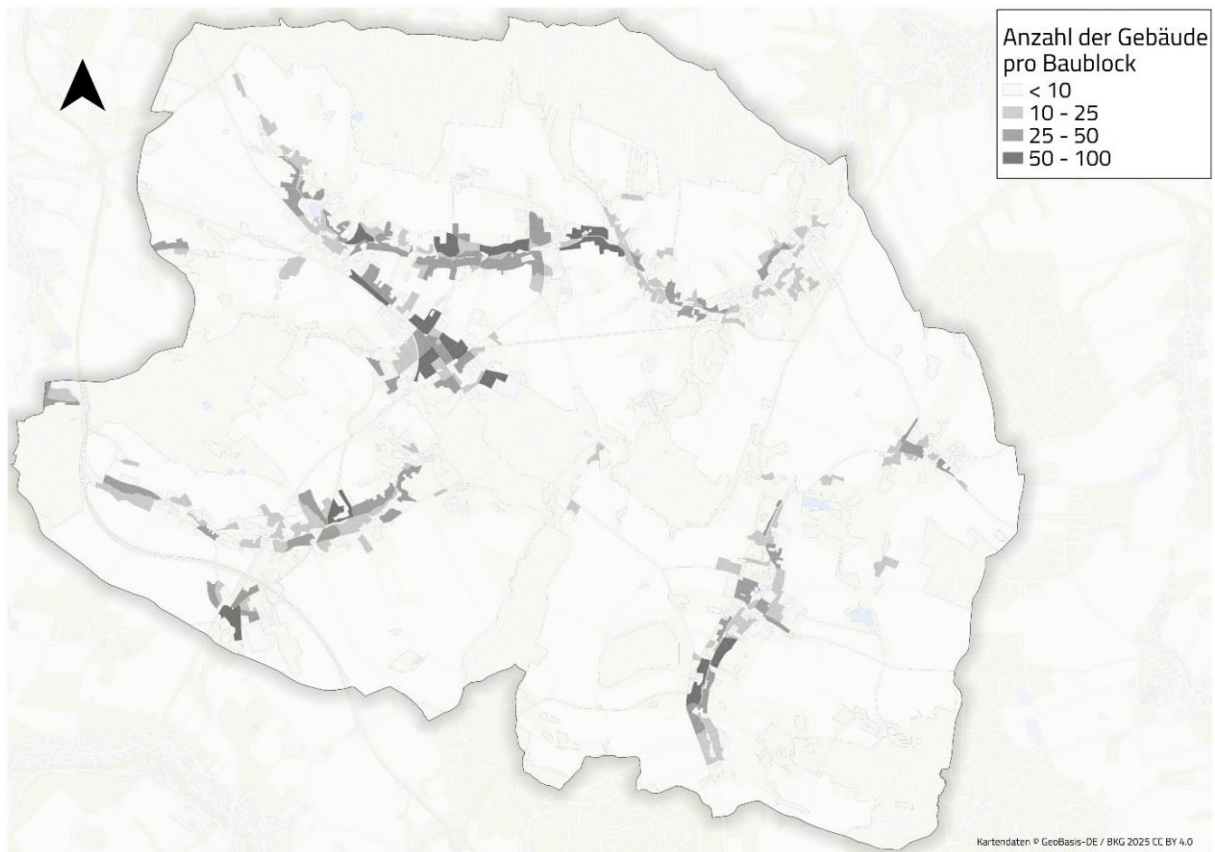 Anzahl der Gebäude
pro Baublock
< 10
10 - 25
25 - 50
50 - 100
Kartendaten © GeoBasis-DE / BKG 2025 CC BY 4.0